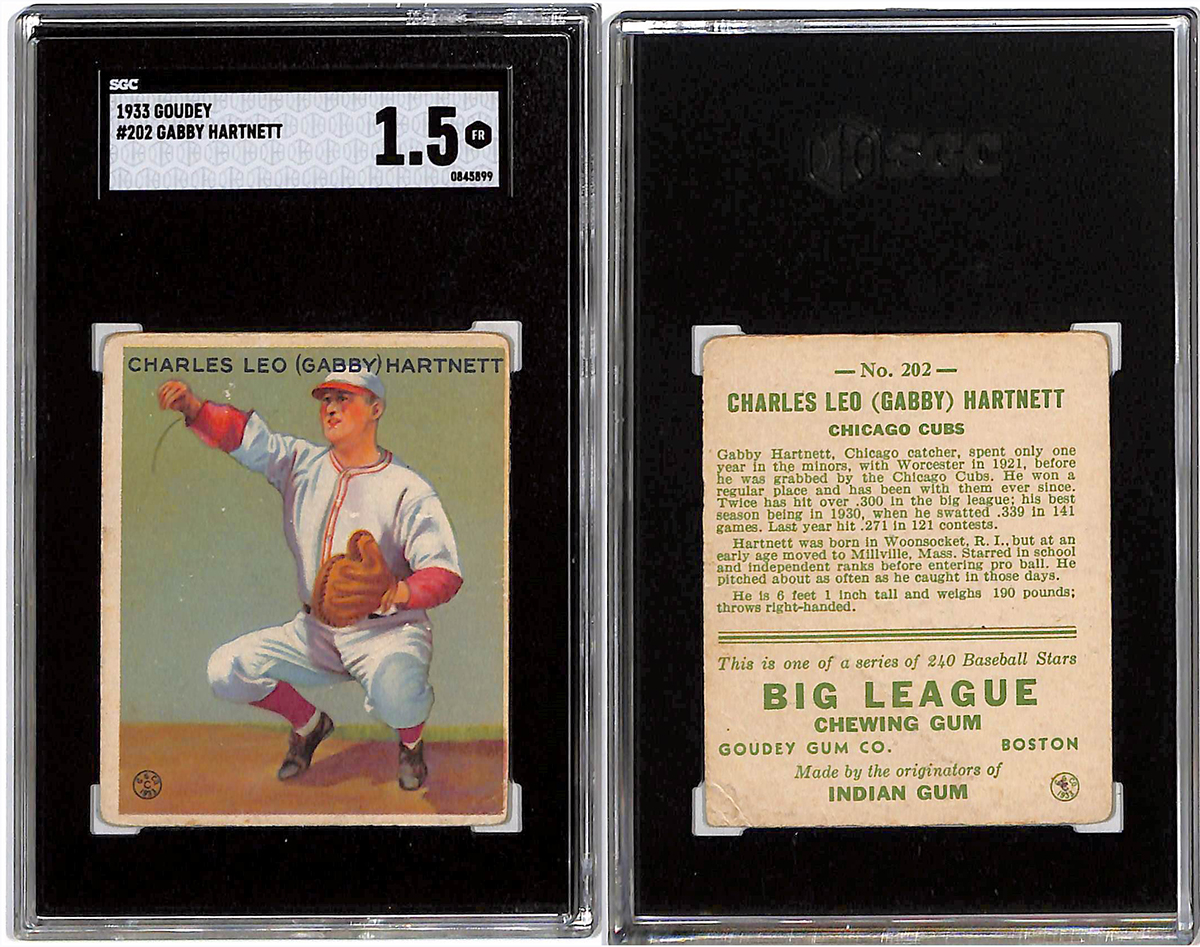 SGC
1933 GOUDEY
#202 GABBY HARTNETT
1.5 FR
0845899
CHARLES LEO (GABBY) HARTNETT
G. G. Co.
C
1933
SGC
— No. 202 —
CHARLES LEO (GABBY) HARTNETT
CHICAGO CUBS
Gabby Hartnett, Chicago catcher, spent only one
year in the minors, with Worcester in 1921, before
he was grabbed by the Chicago Cubs. He won a
regular place and has been with them ever since.
Twice has hit over .300 in the big league; his best
season being in 1930, when he swatted .339 in 141
games. Last year hit .271 in 121 contests.
Hartnett was born in Woonsocket, R. I., but at an
early age moved to Millville, Mass. Starred in school
and independent ranks before entering pro ball. He
pitched about as often as he caught in those days.
He is 6 feet 1 inch tall and weighs 190 pounds;
throws right-handed.
This is one of a series of 240 Baseball Stars
BIG LEAGUE
CHEWING GUM
GOUDEY GUM CO. BOSTON
Made by the originators of
INDIAN GUM